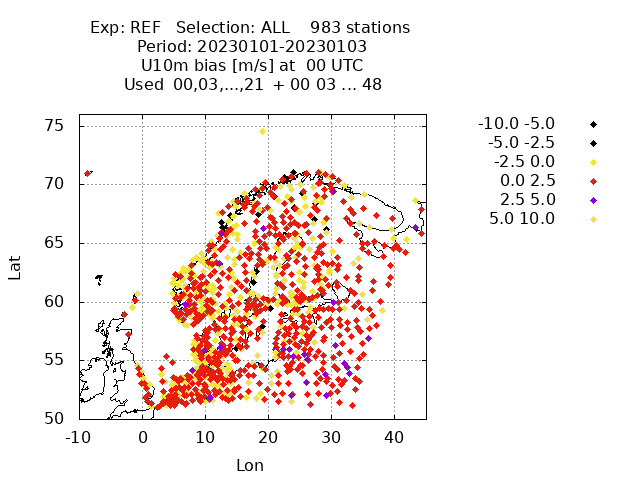 Exp: REF   Selection: ALL    983 stations
Period: 20230101-20230103
U10m bias [m/s] at  00 UTC
Used  00,03,...,21  + 00 03 ... 48
-10.0 -5.0
-5.0 -2.5
-2.5 0.0
0.0 2.5
2.5 5.0
5.0 10.0
75
70
65
60
55
50
Lat
-10 0 10 20 30 40
Lon